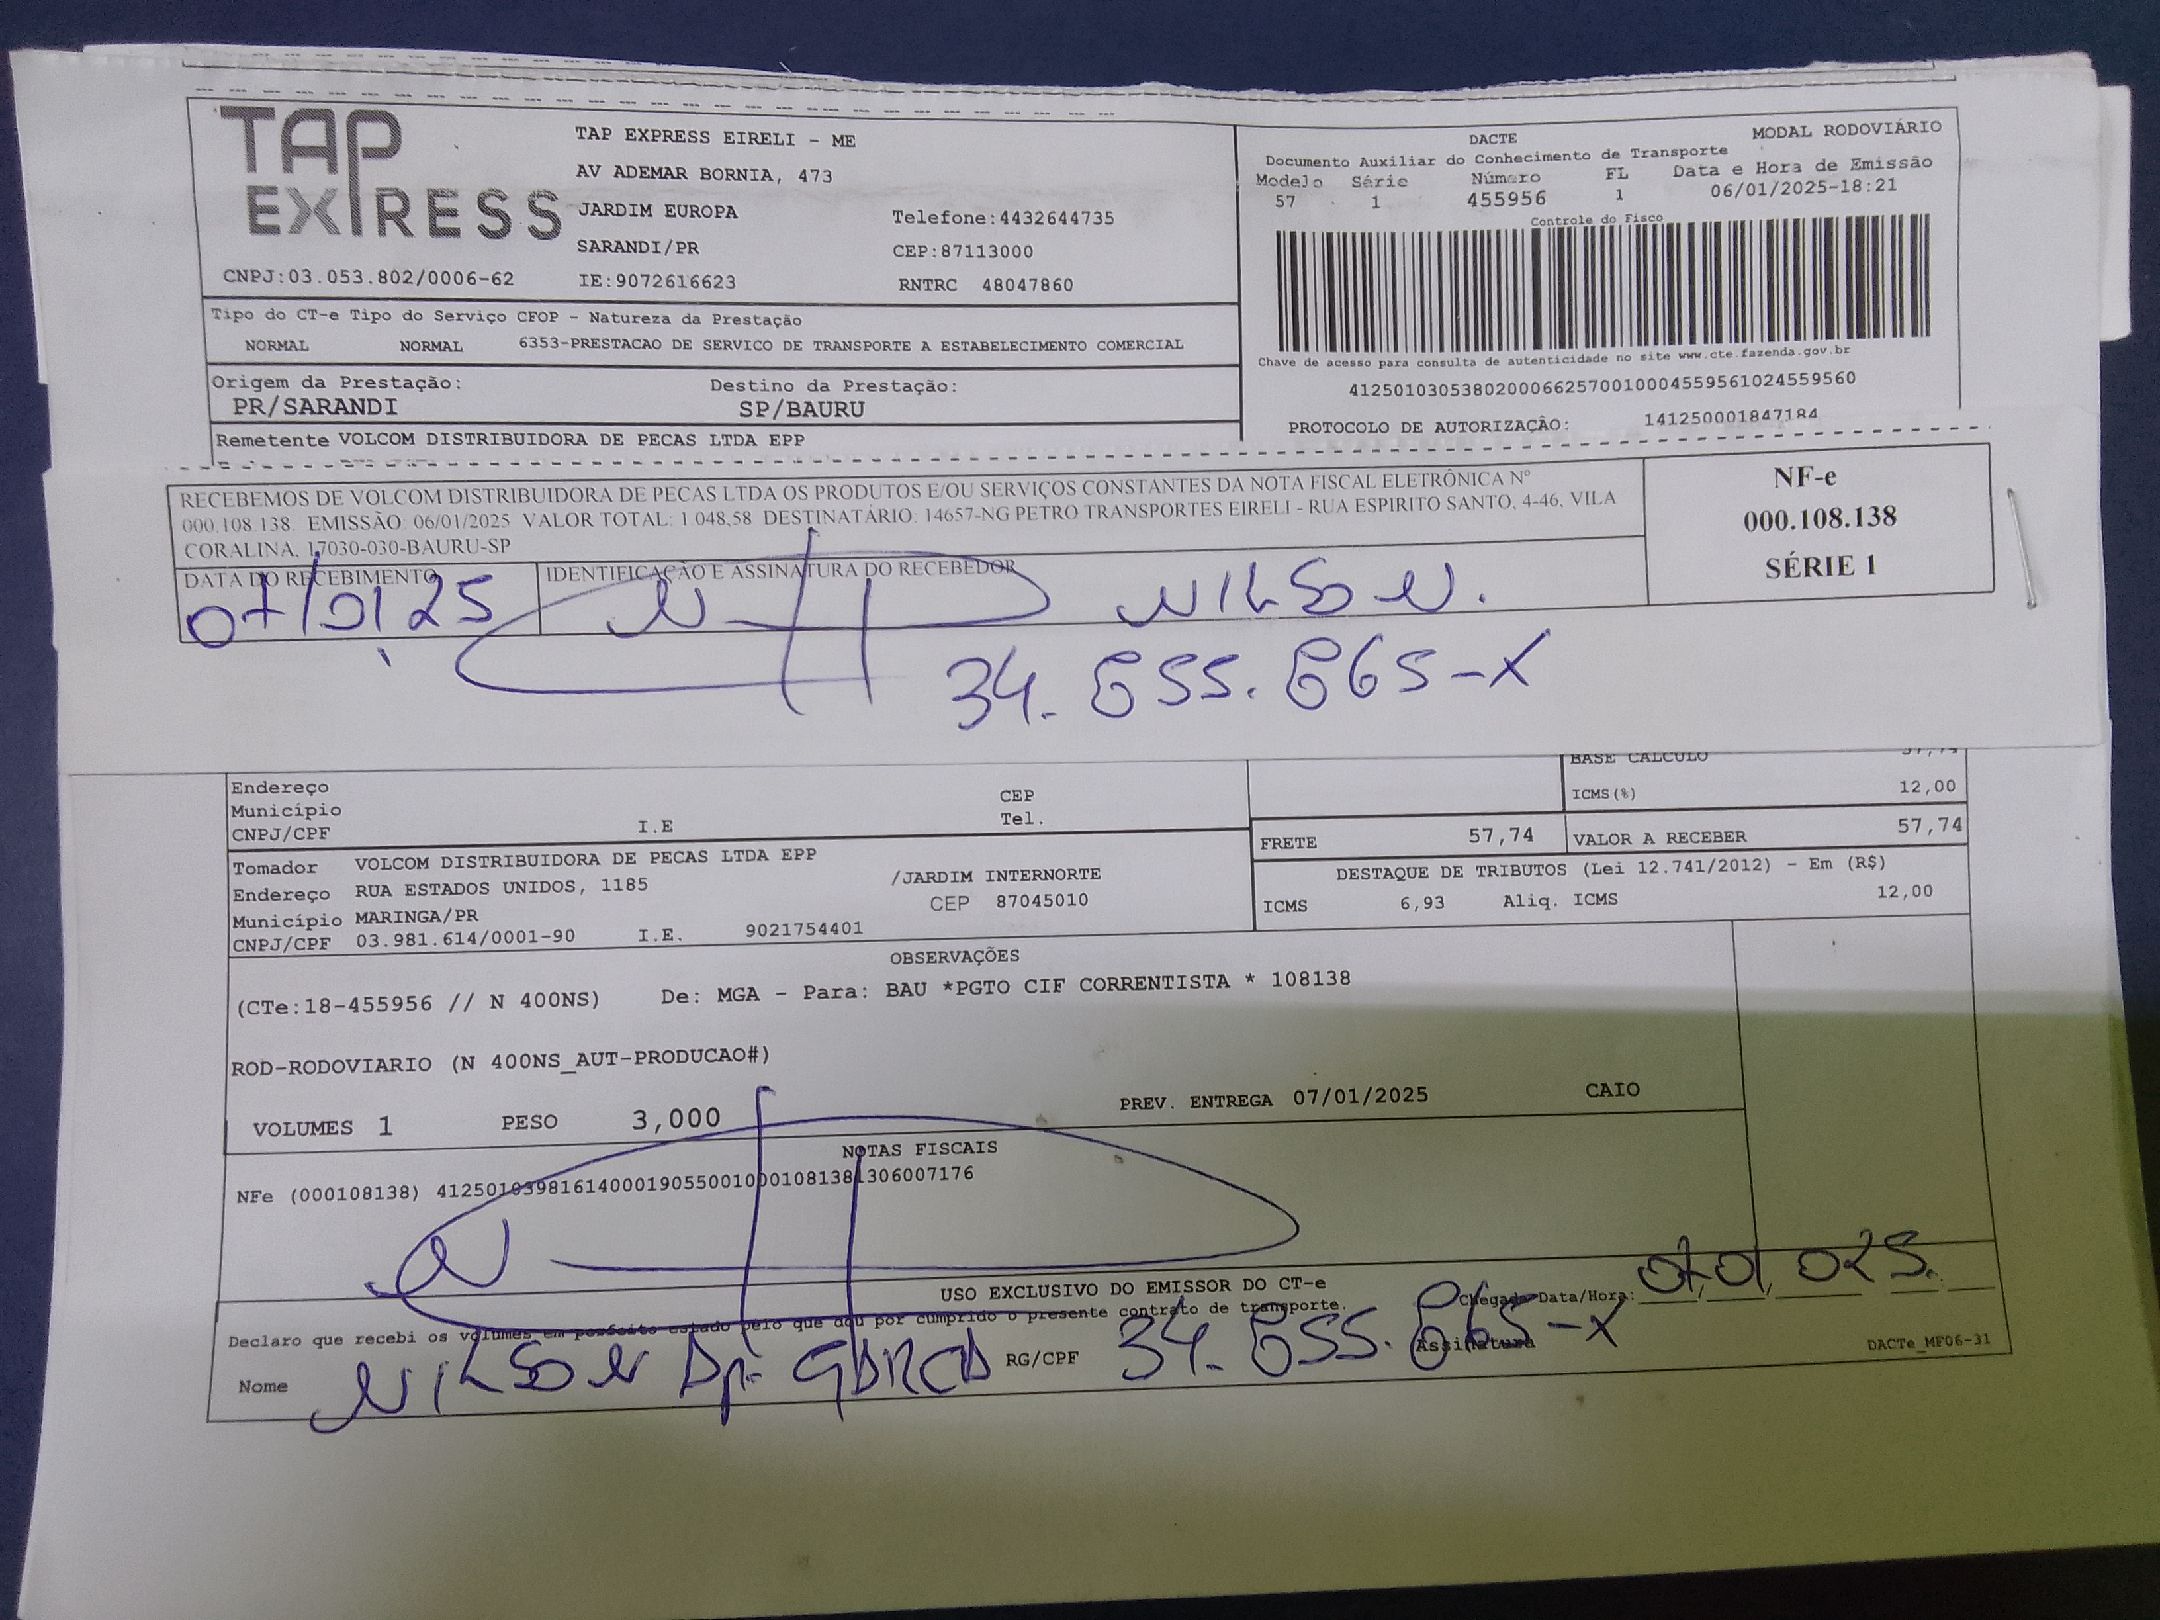 TAP EXPRESS
TAP EXPRESS EIRELI - ME
AV ADEMAR BORNIA, 473
JARDIM EUROPA Telefone:4432644735
SARANDI/PR CEP:87113000
CNPJ:03.053.802/0006-62 IE:9072616623 RNTRC 48047860
DACTE MODAL RODOVIÁRIO
Documento Auxiliar do Conhecimento de Transporte
Modelo Série Número FL Data e Hora de Emissão
57 1 455956 1 06/01/2025-18:21
Controle do Fisco
Chave de acesso para consulta de autenticidade no site www.cte.fazenda.gov.br
41250103053802000662570010004559561024559560
PROTOCOLO DE AUTORIZAÇÃO: 141250001847184
Tipo do CT-e Tipo do Serviço CFOP - Natureza da Prestação
NORMAL NORMAL 6353-PRESTACAO DE SERVICO DE TRANSPORTE A ESTABELECIMENTO COMERCIAL
Origem da Prestação: Destino da Prestação:
PR/SARANDI SP/BAURU
Remetente VOLCOM DISTRIBUIDORA DE PECAS LTDA EPP
RECEBEMOS DE VOLCOM DISTRIBUIDORA DE PECAS LTDA OS PRODUTOS E/OU SERVIÇOS CONSTANTES DA NOTA FISCAL ELETRÔNICA Nº
000.108.138. EMISSÃO: 06/01/2025 VALOR TOTAL: 1.048,58 DESTINATÁRIO: 14657-NG PETRO TRANSPORTES EIRELI - RUA ESPIRITO SANTO, 4-46, VILA
CORALINA, 17030-030-BAURU-SP
NF-e
000.108.138
SÉRIE 1
DATA DO RECEBIMENTO IDENTIFICAÇÃO E ASSINATURA DO RECEBEDOR
07/01/25 NILSON.
34.655.665-X
BASE CALCULO 57,74
ICMS(%) 12,00
Endereço
Município CEP
CNPJ/CPF I.E Tel.
FRETE 57,74 VALOR A RECEBER 57,74
Tomador VOLCOM DISTRIBUIDORA DE PECAS LTDA EPP
Endereço RUA ESTADOS UNIDOS, 1185 /JARDIM INTERNORTE
Município MARINGA/PR CEP 87045010
CNPJ/CPF 03.981.614/0001-90 I.E. 9021754401
DESTAQUE DE TRIBUTOS (Lei 12.741/2012) - Em (R$)
ICMS 6,93 Aliq. ICMS 12,00
OBSERVAÇÕES
(CTe:18-455956 // N 400NS) De: MGA - Para: BAU *PGTO CIF CORRENTISTA * 108138
ROD-RODOVIARIO (N 400NS_AUT-PRODUCAO#)
VOLUMES 1 PESO 3,000 PREV. ENTREGA 07/01/2025 CAIO
NOTAS FISCAIS
NFe (000108138) 41250103981614000190550010001081381306007176
USO EXCLUSIVO DO EMISSOR DO CT-e
Declaro que recebi os volumes em perfeito estado pelo que dou por cumprido o presente contrato de transporte. Chegada Data/Hora: 07 01 025.
Nome NILSON Ap. GARCA RG/CPF 34.655.665-X Assinatura
DACTe_MF06-31